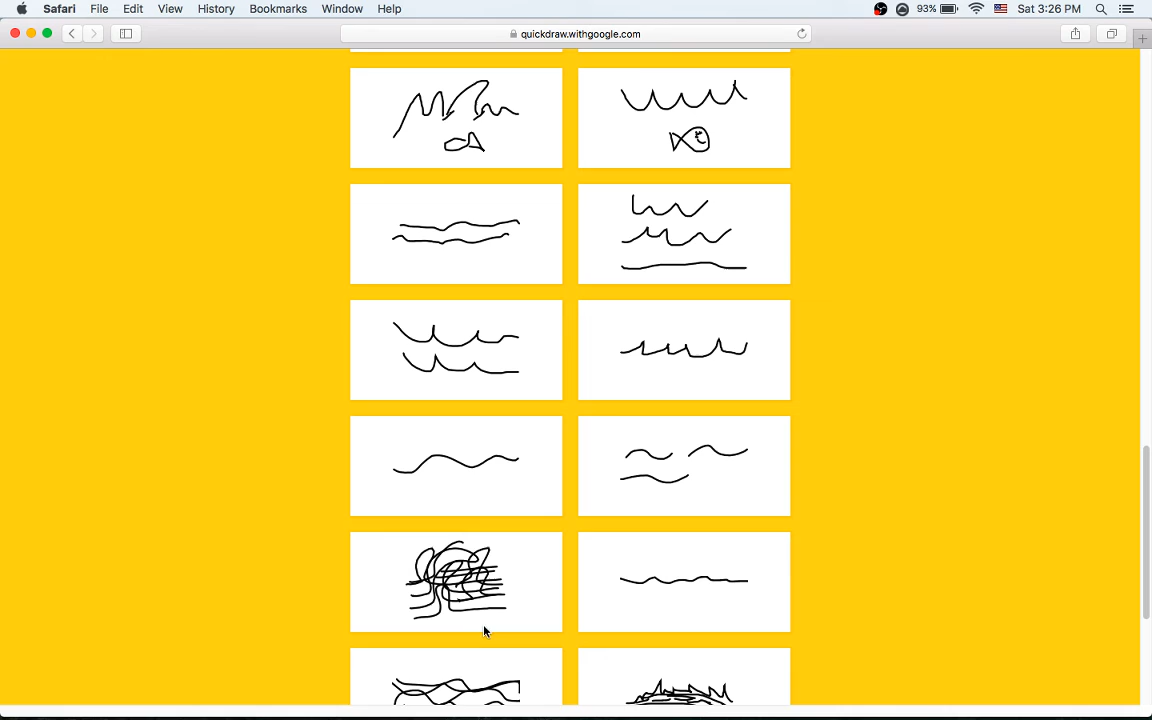 Safari File Edit View History Bookmarks Window Help 93% Sat 3:26 PM
quickdraw.withgoogle.com